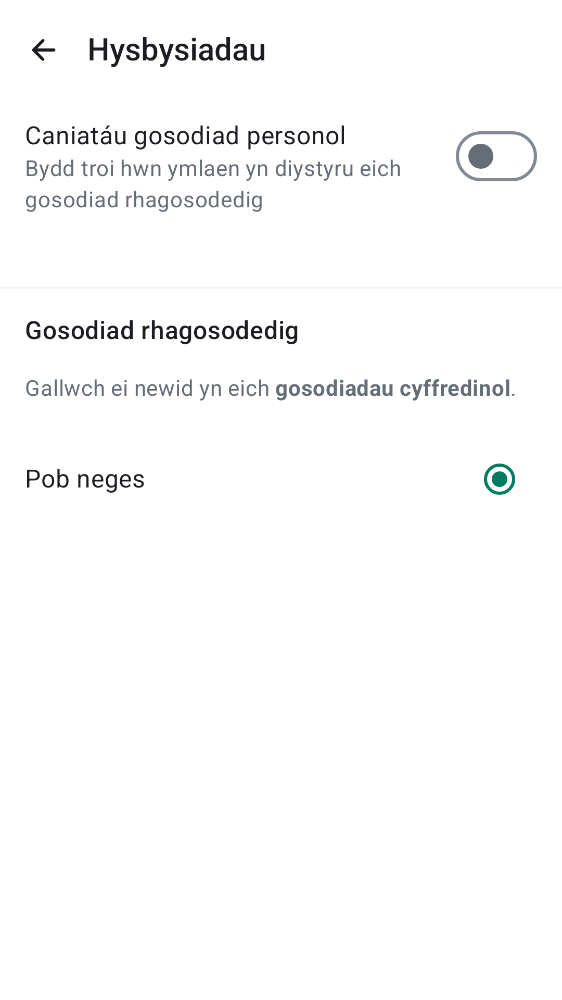 Hysbysiadau
Caniatáu gosodiad personol
Bydd troi hwn ymlaen yn diystyru eich
gosodiad rhagosodedig
Gosodiad rhagosodedig
Gallwch ei newid yn eich gosodiadau cyffredinol.
Pob neges